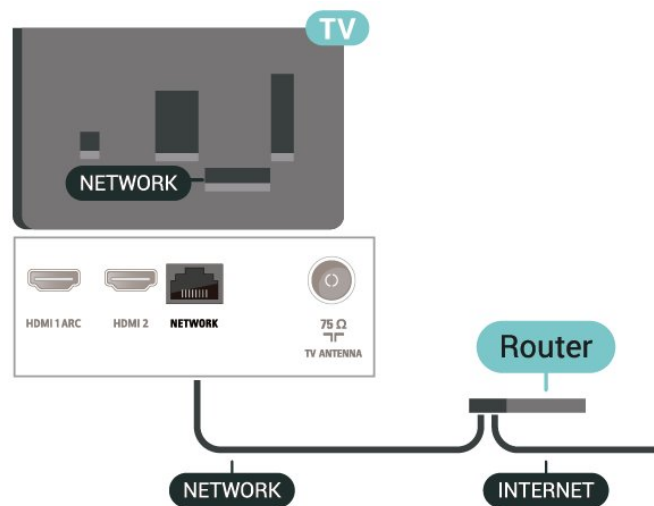 TV
NETWORK
HDMI 1 ARC
HDMI 2
NETWORK
75 Ω
TV ANTENNA
Router
NETWORK
INTERNET